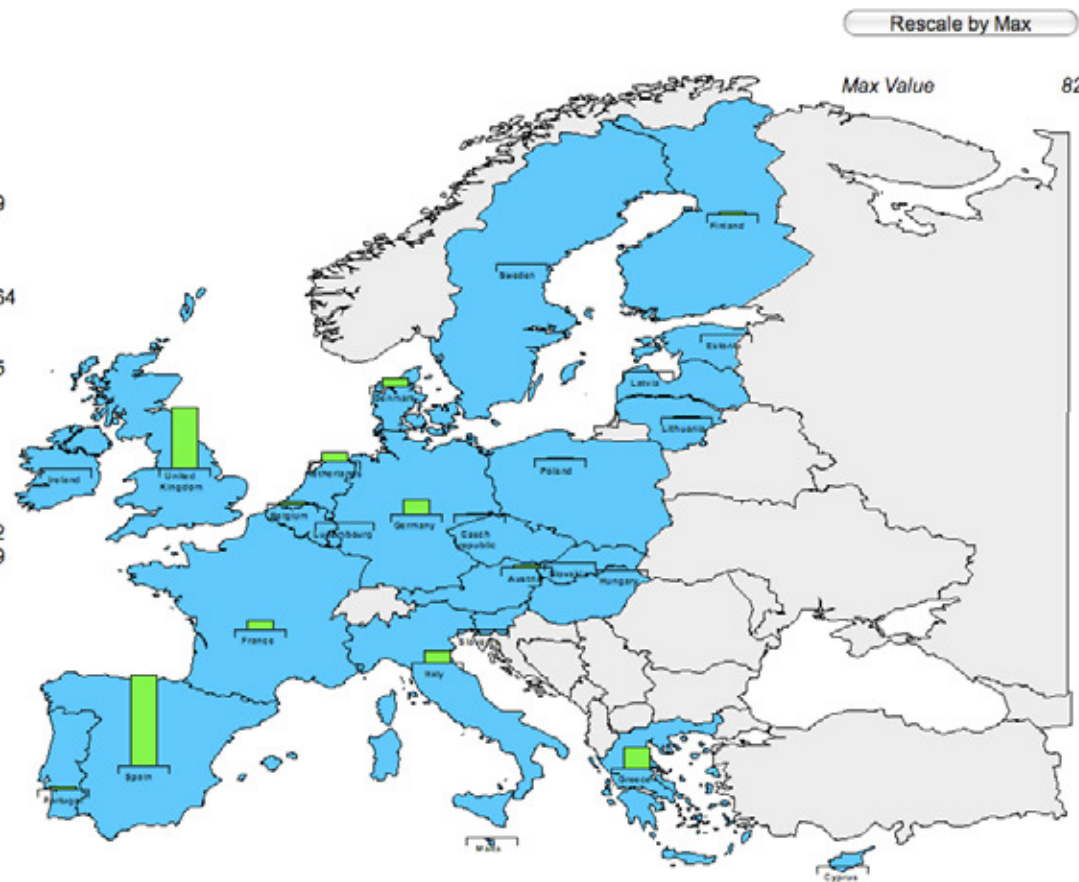 Rescale by Max
Max Value 82
9
Finland
Sweden
64
Estonia
5
Latvia
Denmark
Lithuania
Poland
Netherlands
Ireland
United
Kingdom
Belgium
Germany
Luxembourg
Czech
republic
2
9
Austria
Slovakia
Hungary
France
Italy
Spain
Greece
Portugal
Malta
Cyprus